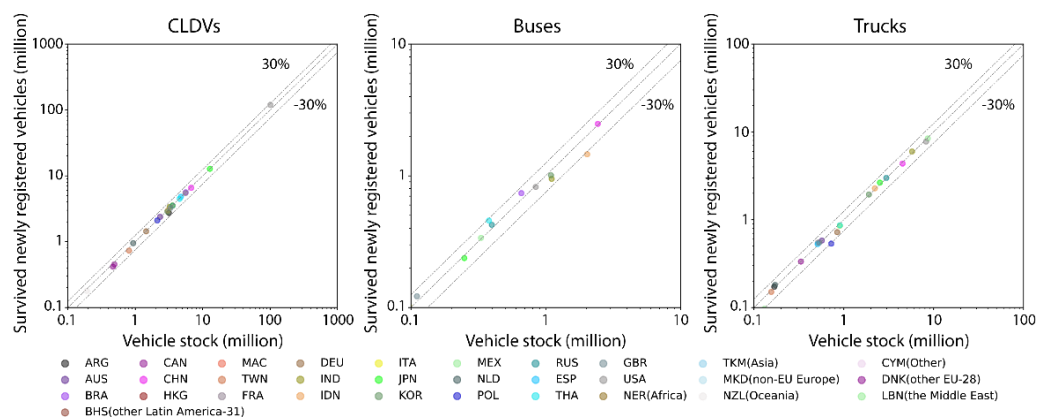 CLDVs
Buses
Trucks
Survived newly registered vehicles (million)
1000
100
10
1
0.1
30%
-30%
0.1
1
10
100
1000
Vehicle stock (million)
Survived newly registered vehicles (million)
10
1
0.1
30%
-30%
0.1
1
10
Vehicle stock (million)
Survived newly registered vehicles (million)
100
10
1
0.1
30%
-30%
0.1
1
10
100
Vehicle stock (million)
ARG CAN MAC DEU ITA MEX RUS GBR TKM(Asia) CYM(Other)
AUS CHN TWN IND JPN NLD ESP USA MKD(non-EU Europe) DNK(other EU-28)
BRA HKG FRA IDN KOR POL THA NER(Africa) NZL(Oceania) LBN(the Middle East)
BHS(other Latin America-31)